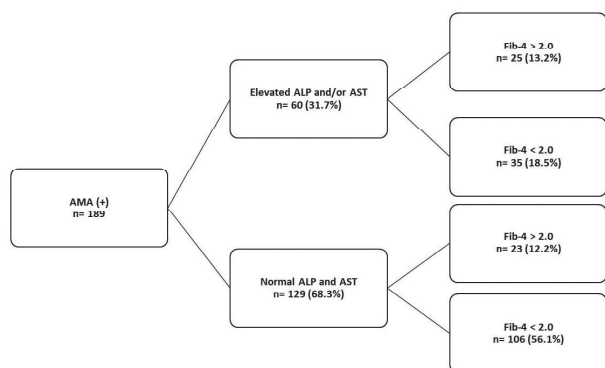 AMA (+)
n= 189
Elevated ALP and/or AST
n= 60 (31.7%)
Normal ALP and AST
n= 129 (68.3%)
Fib-4 > 2.0
n= 25 (13.2%)
Fib-4 < 2.0
n= 35 (18.5%)
Fib-4 > 2.0
n= 23 (12.2%)
Fib-4 < 2.0
n= 106 (56.1%)